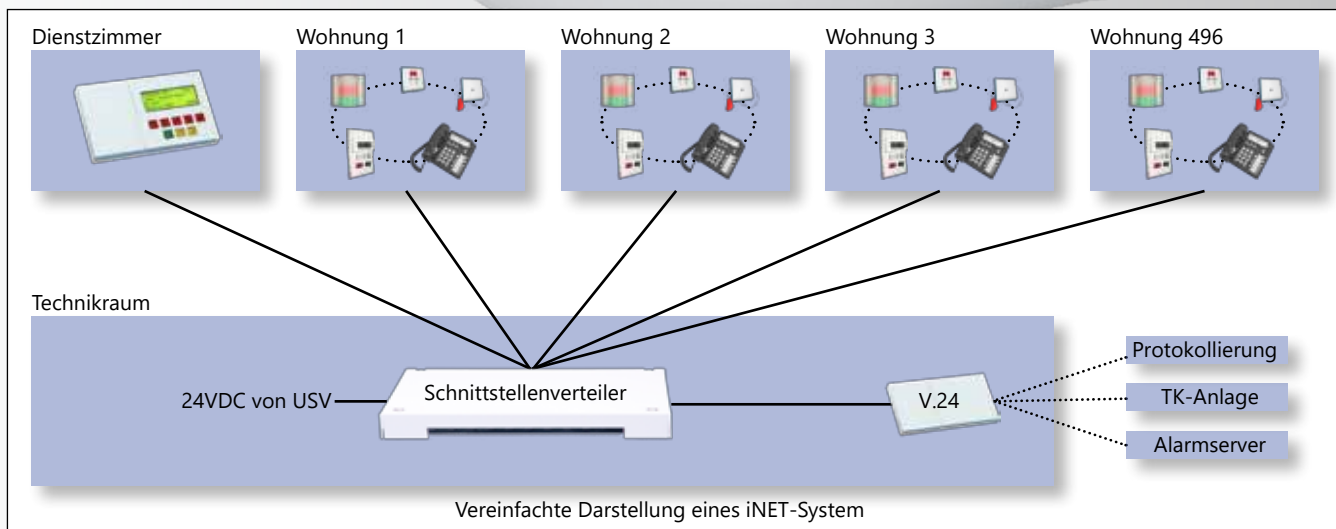 Dienstzimmer
Wohnung 1
Wohnung 2
Wohnung 3
Wohnung 496
Technikraum
24VDC von USV
Schnittstellenverteiler
V.24
Protokollierung
TK-Anlage
Alarmserver
Vereinfachte Darstellung eines iNET-System